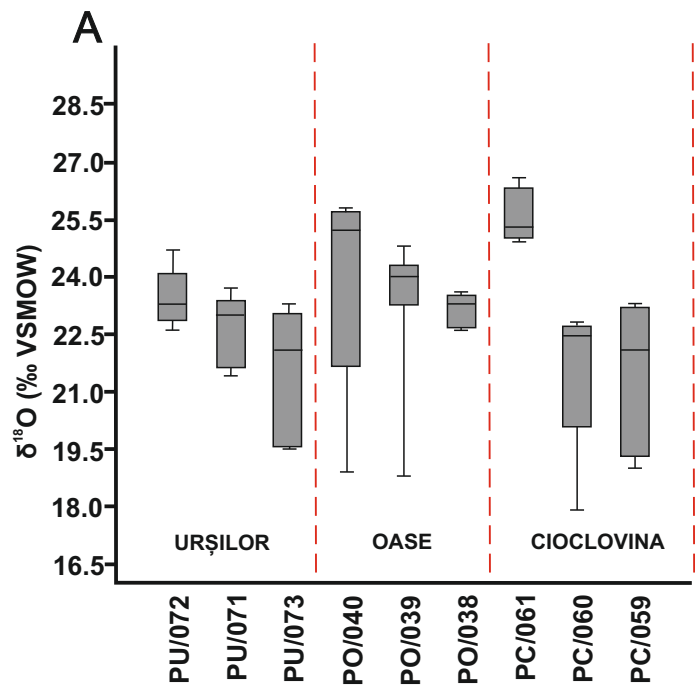 A
δ¹⁸O (‰ VSMOW)
28.5
27.0
25.5
24.0
22.5
21.0
19.5
18.0
16.5
URȘILOR
OASE
CIOCLOVINA
PU/072
PU/071
PU/073
PO/040
PO/039
PO/038
PC/061
PC/060
PC/059